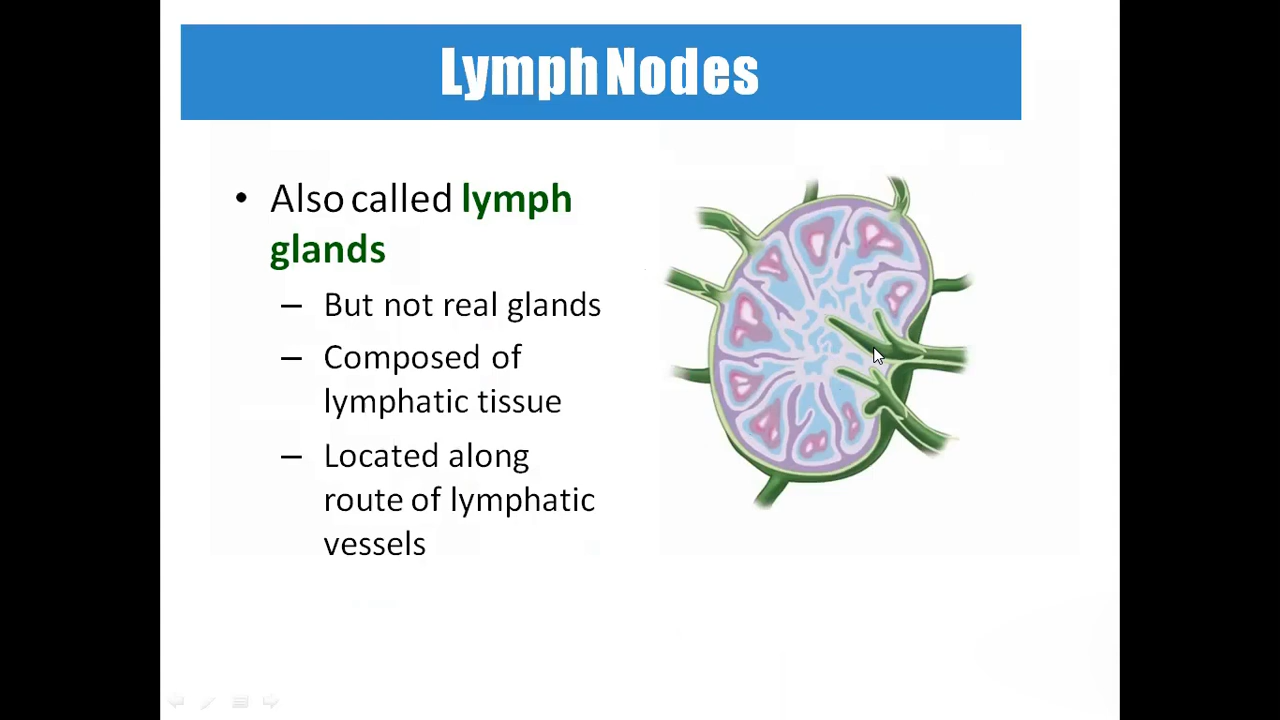 Lymph Nodes
• Also called lymph
glands
– But not real glands
– Composed of
lymphatic tissue
– Located along
route of lymphatic
vessels